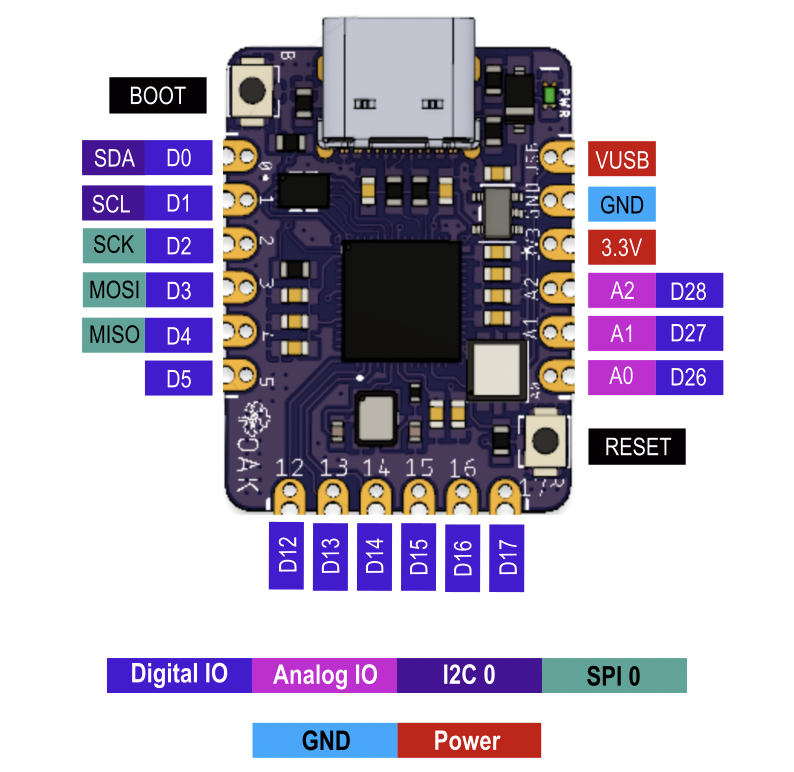 B
BOOT
PWR
SDA D0
SCL D1
SCK D2
MOSI D3
MISO D4
D5
0
1
2
3
5
GND
3V3
A2
A1
A0
VUSB
GND
3.3V
A2 D28
A1 D27
A0 D26
RESET
OAK
12 13 14 15 16 17
R
D12 D13 D14 D15 D16 D17
Digital IO Analog IO I2C 0 SPI 0
GND Power